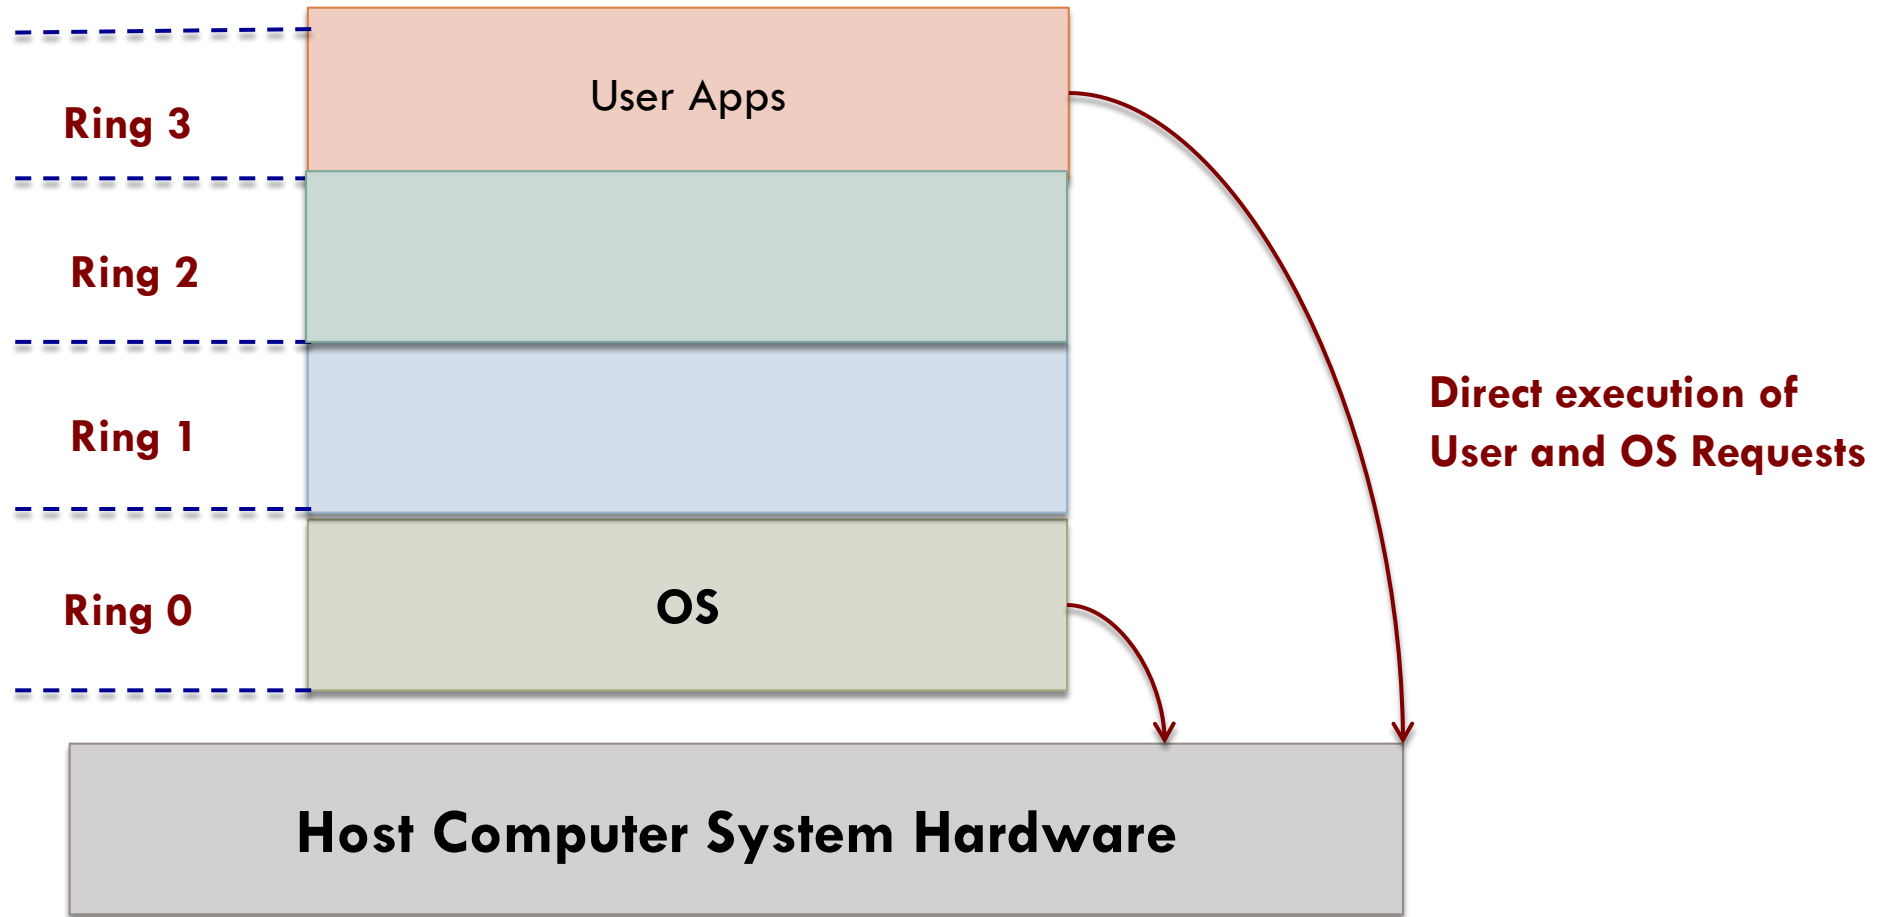 User Apps
Ring 3
Ring 2
Ring 1
Direct execution of
User and OS Requests
Ring 0
OS
Host Computer System Hardware